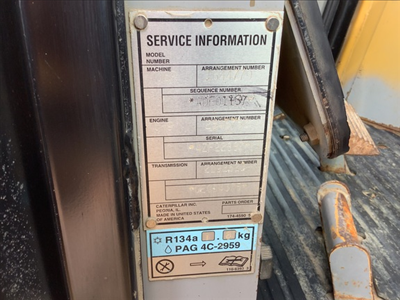 SERVICE INFORMATION
MODEL
NUMBER
MACHINE ARRANGEMENT NUMBER
SEQUENCE NUMBER
ENGINE ARRANGEMENT NUMBER
SERIAL
TRANSMISSION ARRANGEMENT NUMBER
CATERPILLAR INC. PARTS ORDER
PEORIA, IL
MADE IN UNITED STATES
OF AMERICA
R134a . kg
PAG 4C-2959